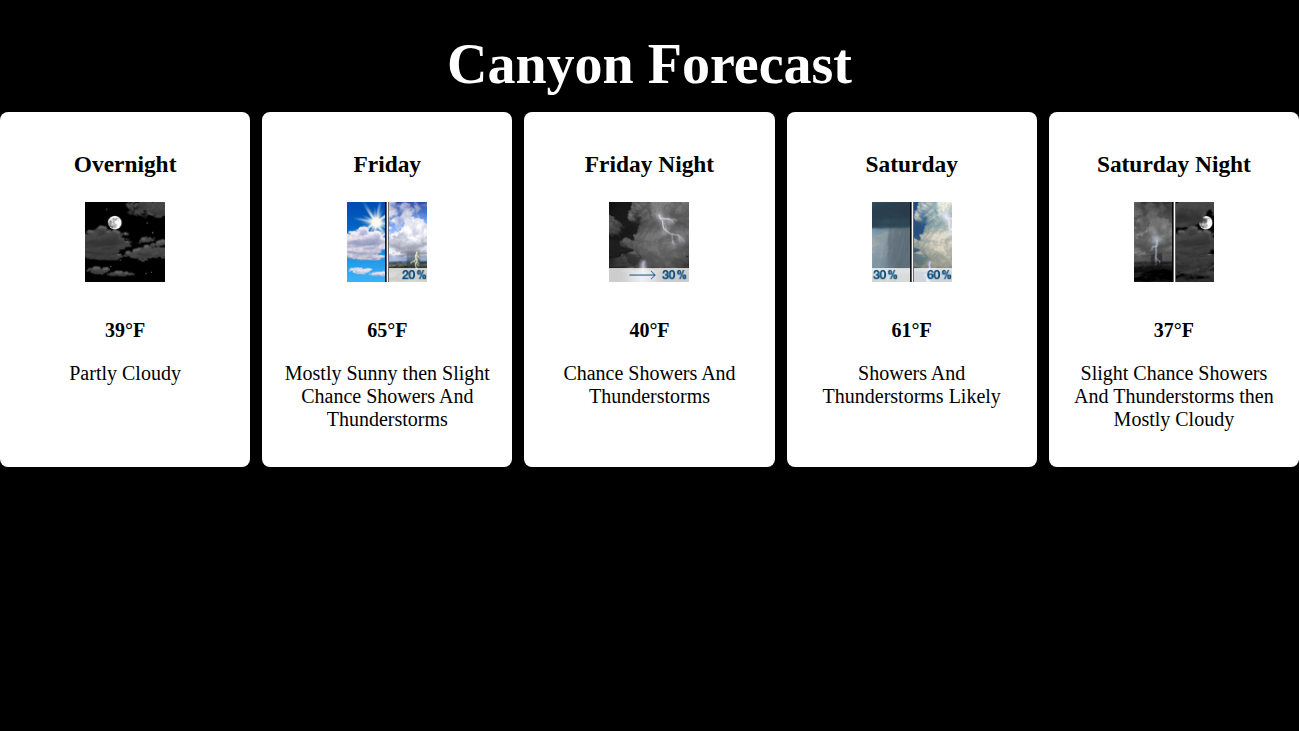 Canyon Forecast
Overnight
39°F
Partly Cloudy
Friday
20%
65°F
Mostly Sunny then Slight
Chance Showers And
Thunderstorms
Friday Night
30%
40°F
Chance Showers And
Thunderstorms
Saturday
30% 60%
61°F
Showers And
Thunderstorms Likely
Saturday Night
37°F
Slight Chance Showers
And Thunderstorms then
Mostly Cloudy